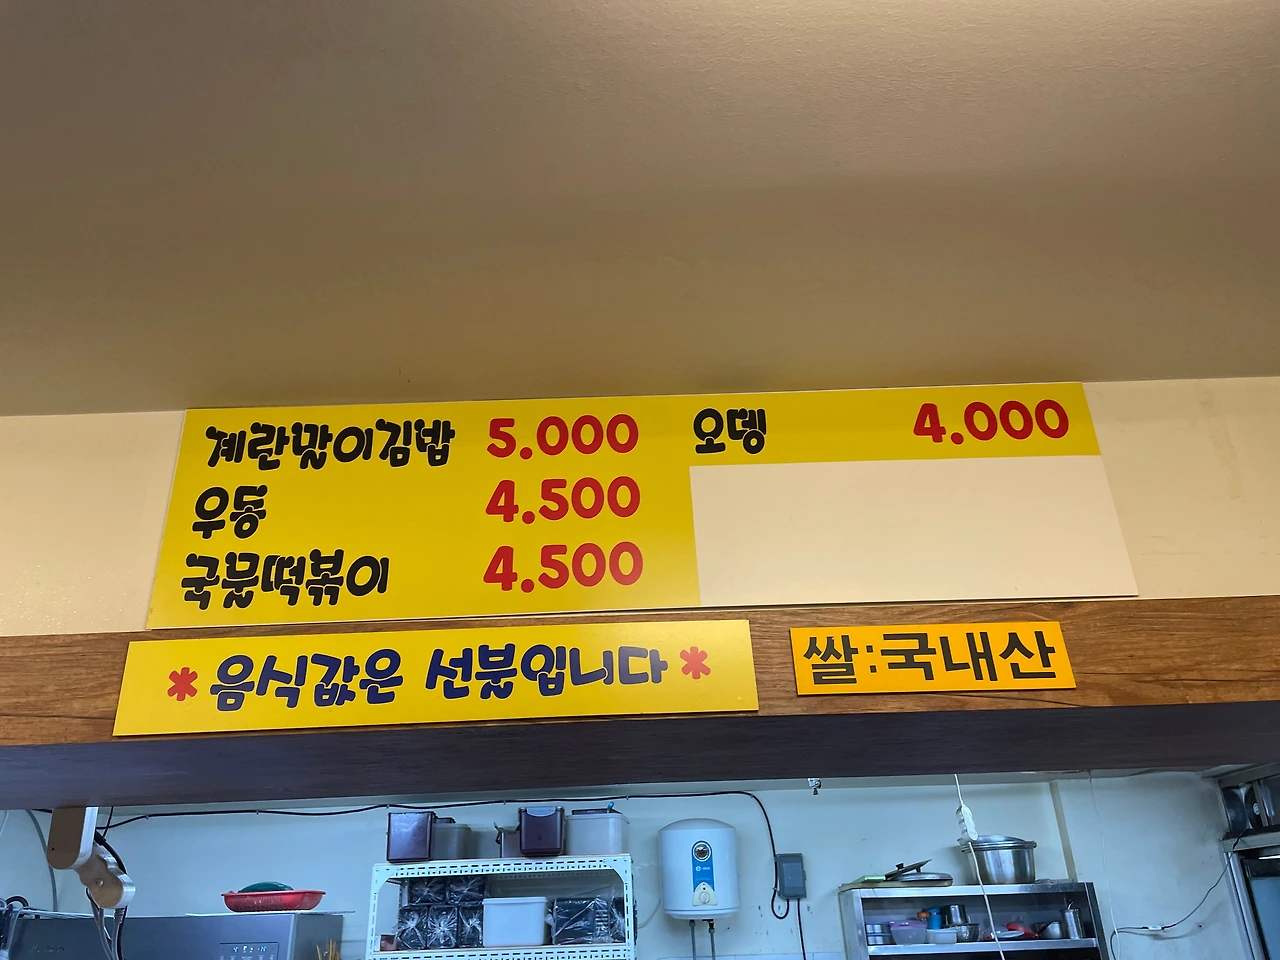 계란말이김밥 5.000
우동 4.500
국물떡볶이 4.500
오뎅 4.000
*음식값은 선불입니다*
쌀:국내산